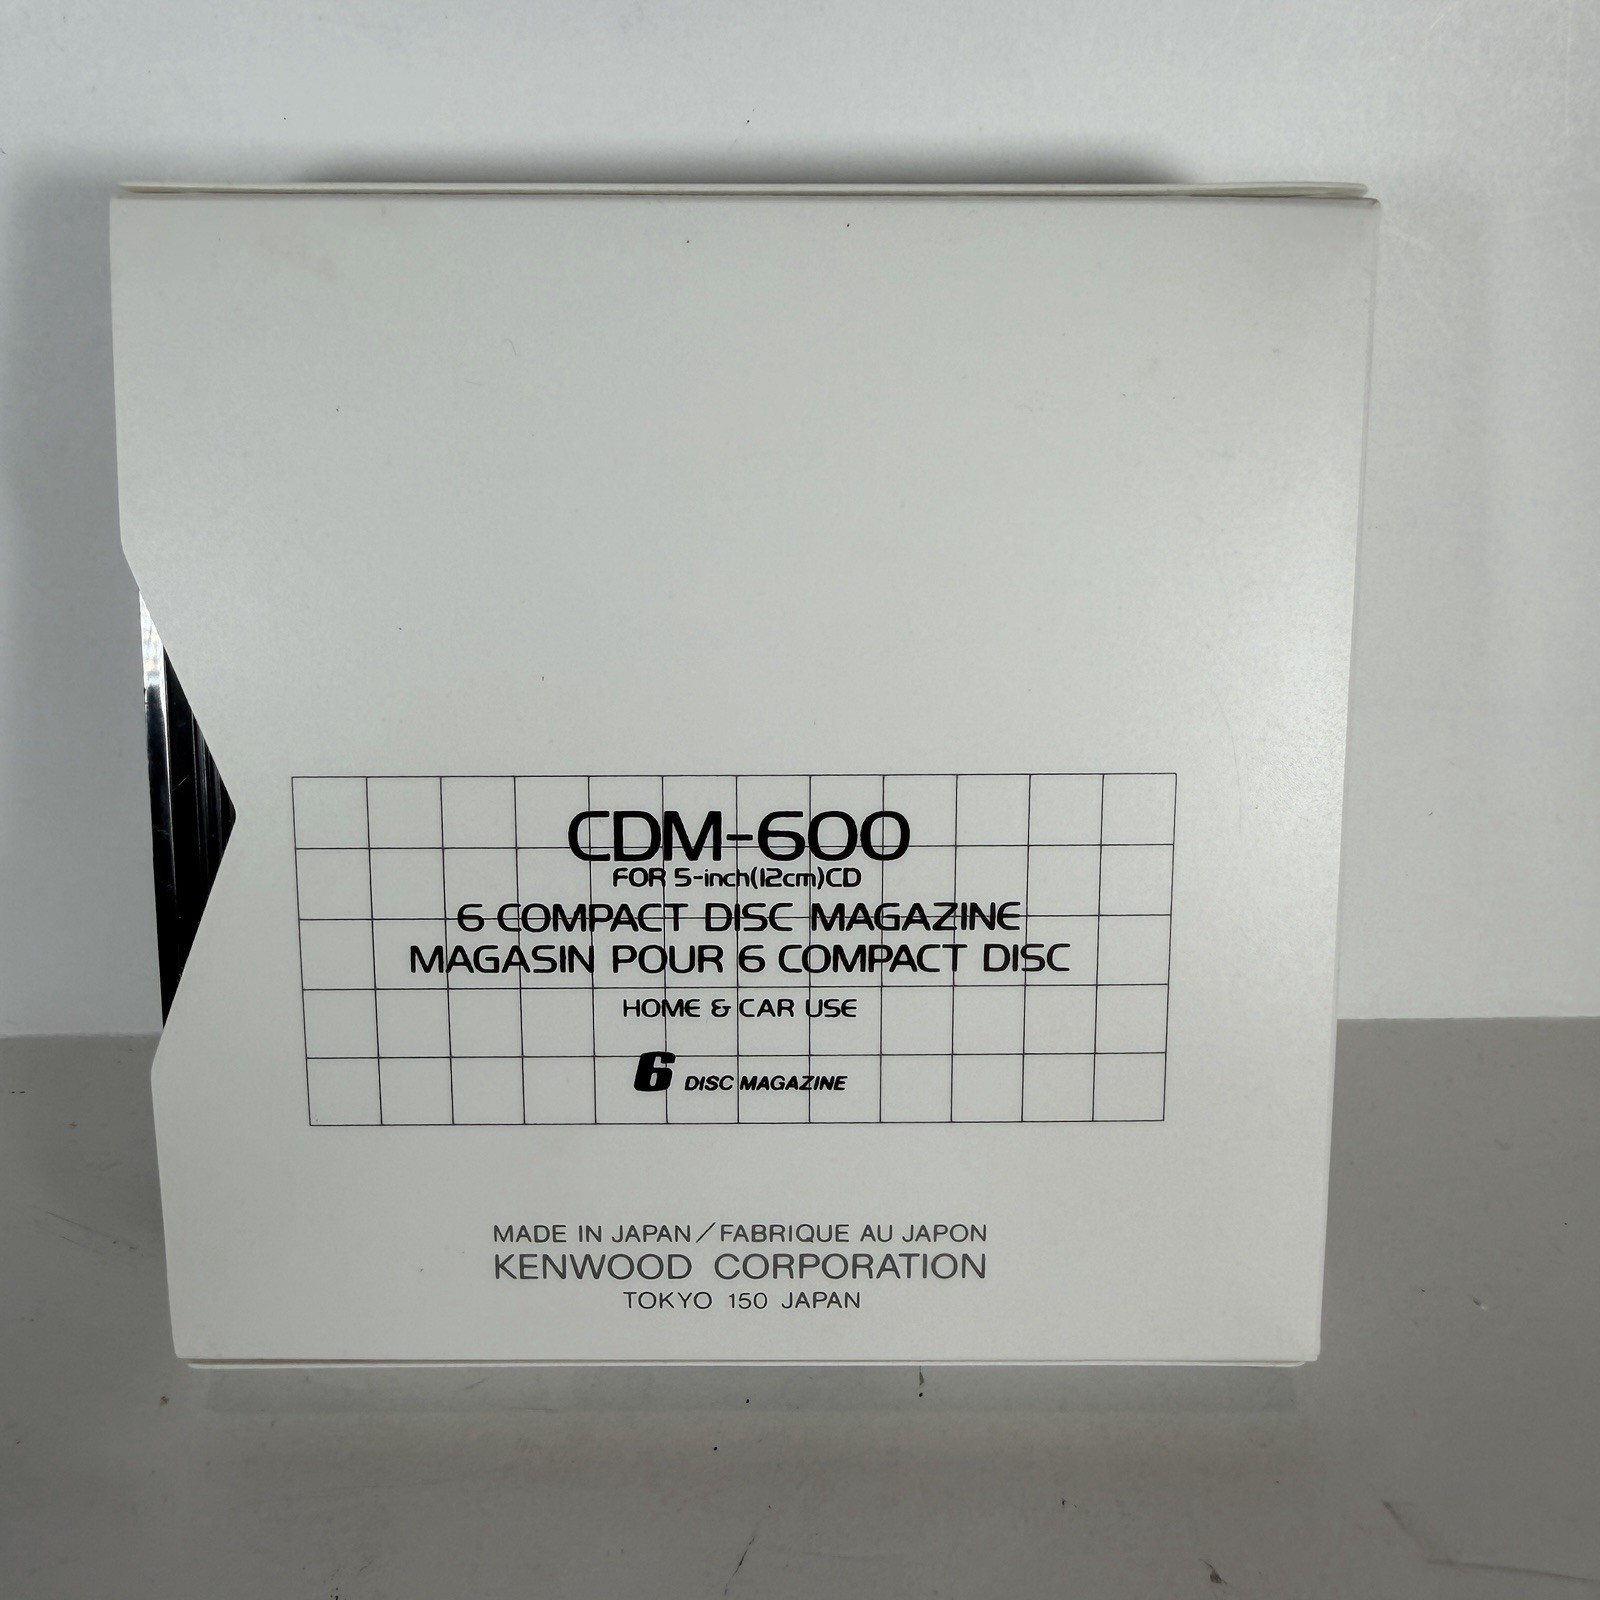 CDM-600
FOR 5-inch(12cm)CD
6 COMPACT DISC MAGAZINE
MAGASIN POUR 6 COMPACT DISC
HOME & CAR USE
6 DISC MAGAZINE
MADE IN JAPAN/FABRIQUE AU JAPON
KENWOOD CORPORATION
TOKYO 150 JAPAN